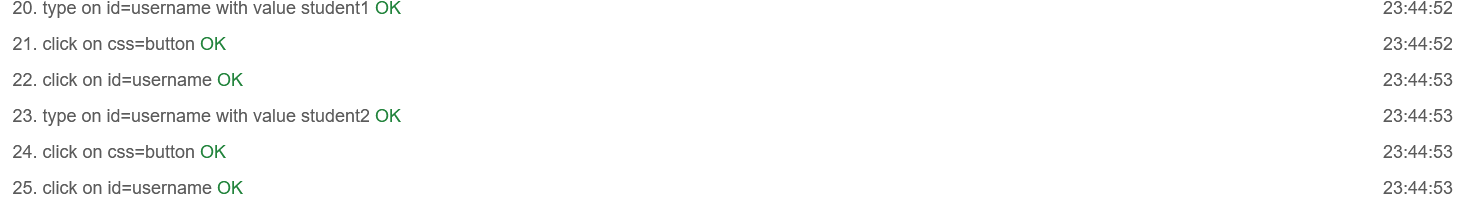 20. type on id=username with value student1 OK 23:44:52
21. click on css=button OK 23:44:52
22. click on id=username OK 23:44:53
23. type on id=username with value student2 OK 23:44:53
24. click on css=button OK 23:44:53
25. click on id=username OK 23:44:53